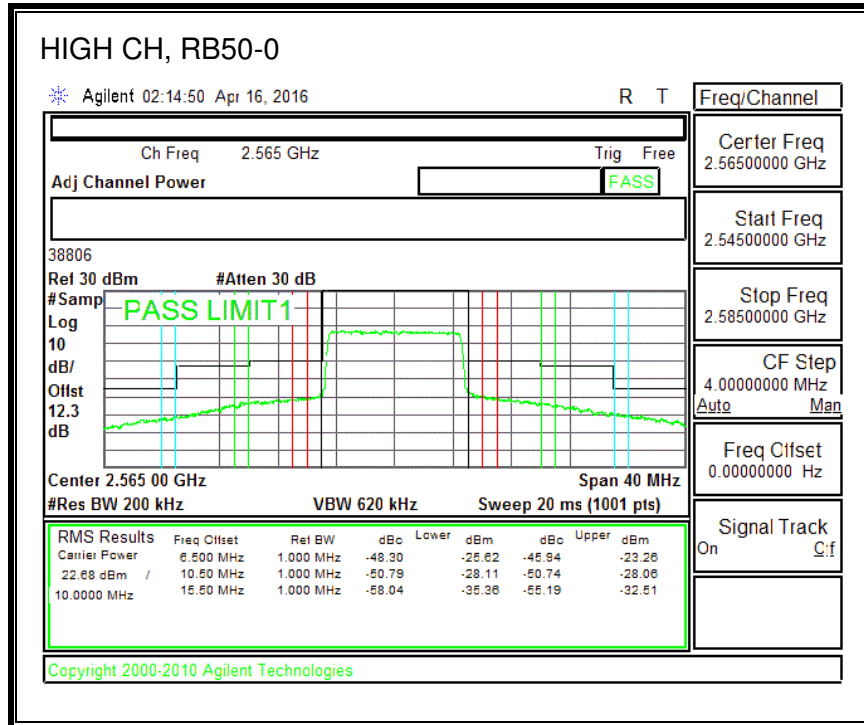 HIGH CH, RB50-0
Agilent 02:14:50 Apr 16, 2016 R T
Freq/Channel
Ch Freq 2.565 GHz Trig Free
Adj Channel Power PASS
Center Freq
2.56500000 GHz
Start Freq
2.54500000 GHz
Stop Freq
2.58500000 GHz
CF Step
4.00000000 MHz
Auto Man
Freq Offset
0.00000000 Hz
Signal Track
On Off
38806
Ref 30 dBm #Atten 30 dB
#Samp
Log
10
dB/
Offst
12.3
dB
PASS LIMIT1
Center 2.565 00 GHz Span 40 MHz
#Res BW 200 kHz VBW 620 kHz Sweep 20 ms (1001 pts)
RMS Results Freq Offset Ref BW dBc Lower dBm dBc Upper dBm
Carrier Power 6.500 MHz 1.000 MHz -48.30 -25.62 -45.94 -23.26
22.68 dBm / 10.50 MHz 1.000 MHz -50.79 -28.11 -50.74 -28.06
10.0000 MHz 15.50 MHz 1.000 MHz -58.04 -35.36 -55.19 -32.51
Copyright 2000-2010 Agilent Technologies